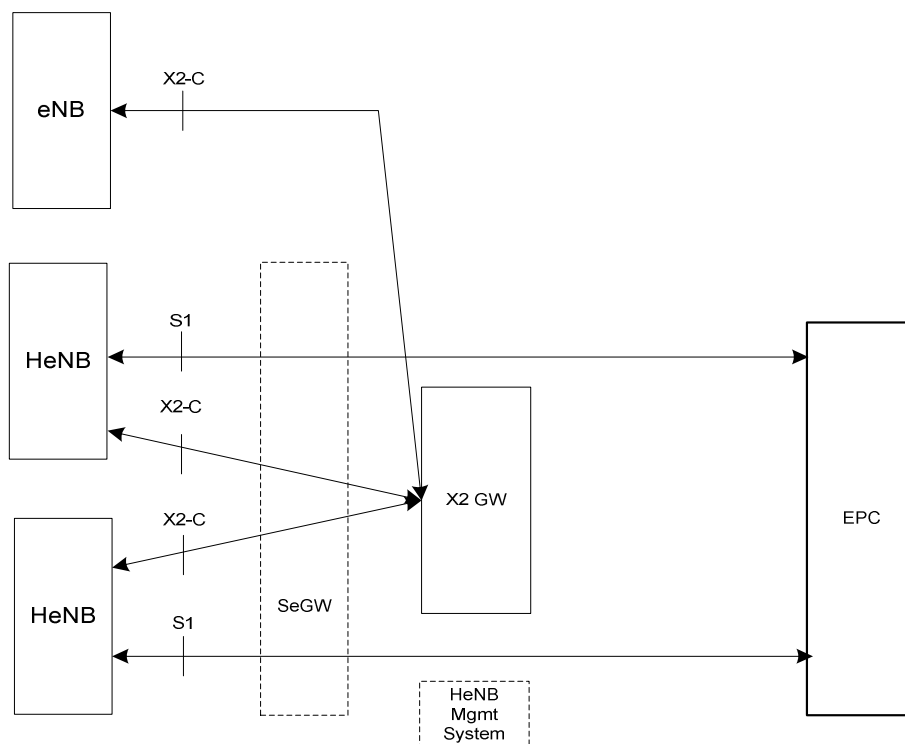 X2-C
eNB
S1
HeNB
X2-C
X2 GW
EPC
X2-C
SeGW
HeNB
S1
HeNB
Mgmt
System